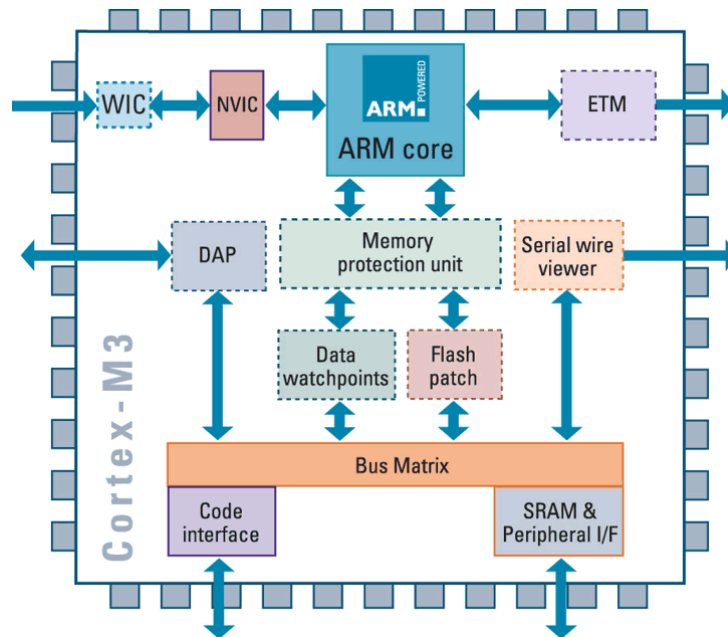 WIC
NVIC
ARM
POWERED
ARM core
ETM
DAP
Memory
protection unit
Serial wire
viewer
Data
watchpoints
Flash
patch
Cortex-M3
Bus Matrix
Code
interface
SRAM &
Peripheral I/F